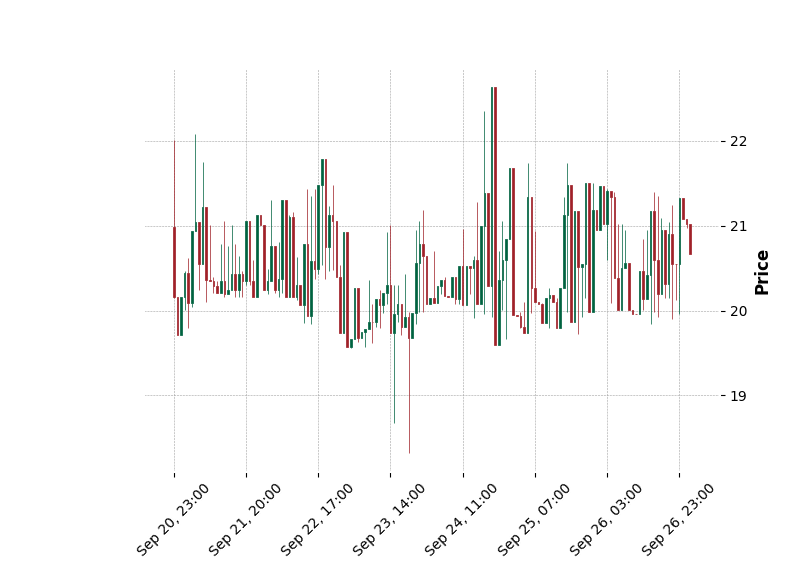 22
21
20
19
Price
Sep 20, 23:00
Sep 21, 20:00
Sep 22, 17:00
Sep 23, 14:00
Sep 24, 11:00
Sep 25, 07:00
Sep 26, 03:00
Sep 26, 23:00